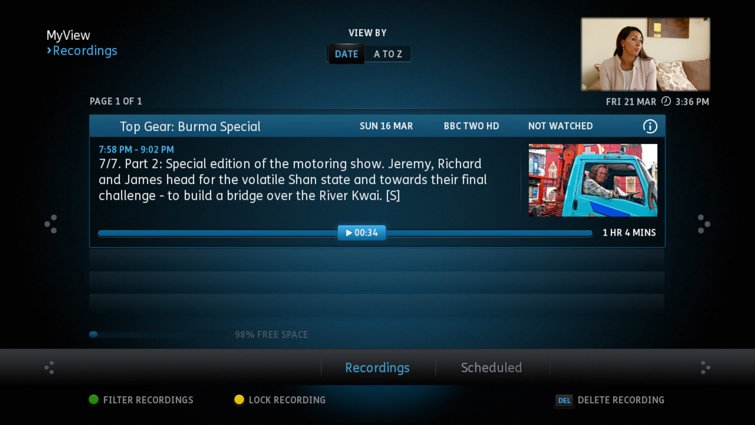 MyView
› Recordings
VIEW BY
DATE A TO Z
PAGE 1 OF 1
FRI 21 MAR 3:36 PM
Top Gear: Burma Special SUN 16 MAR BBC TWO HD NOT WATCHED i
7:58 PM - 9:02 PM
7/7. Part 2: Special edition of the motoring show. Jeremy, Richard
and James head for the volatile Shan state and towards their final
challenge - to build a bridge over the River Kwai. [S]
00:34 1 HR 4 MINS
98% FREE SPACE
Recordings Scheduled
FILTER RECORDINGS LOCK RECORDING DEL DELETE RECORDING